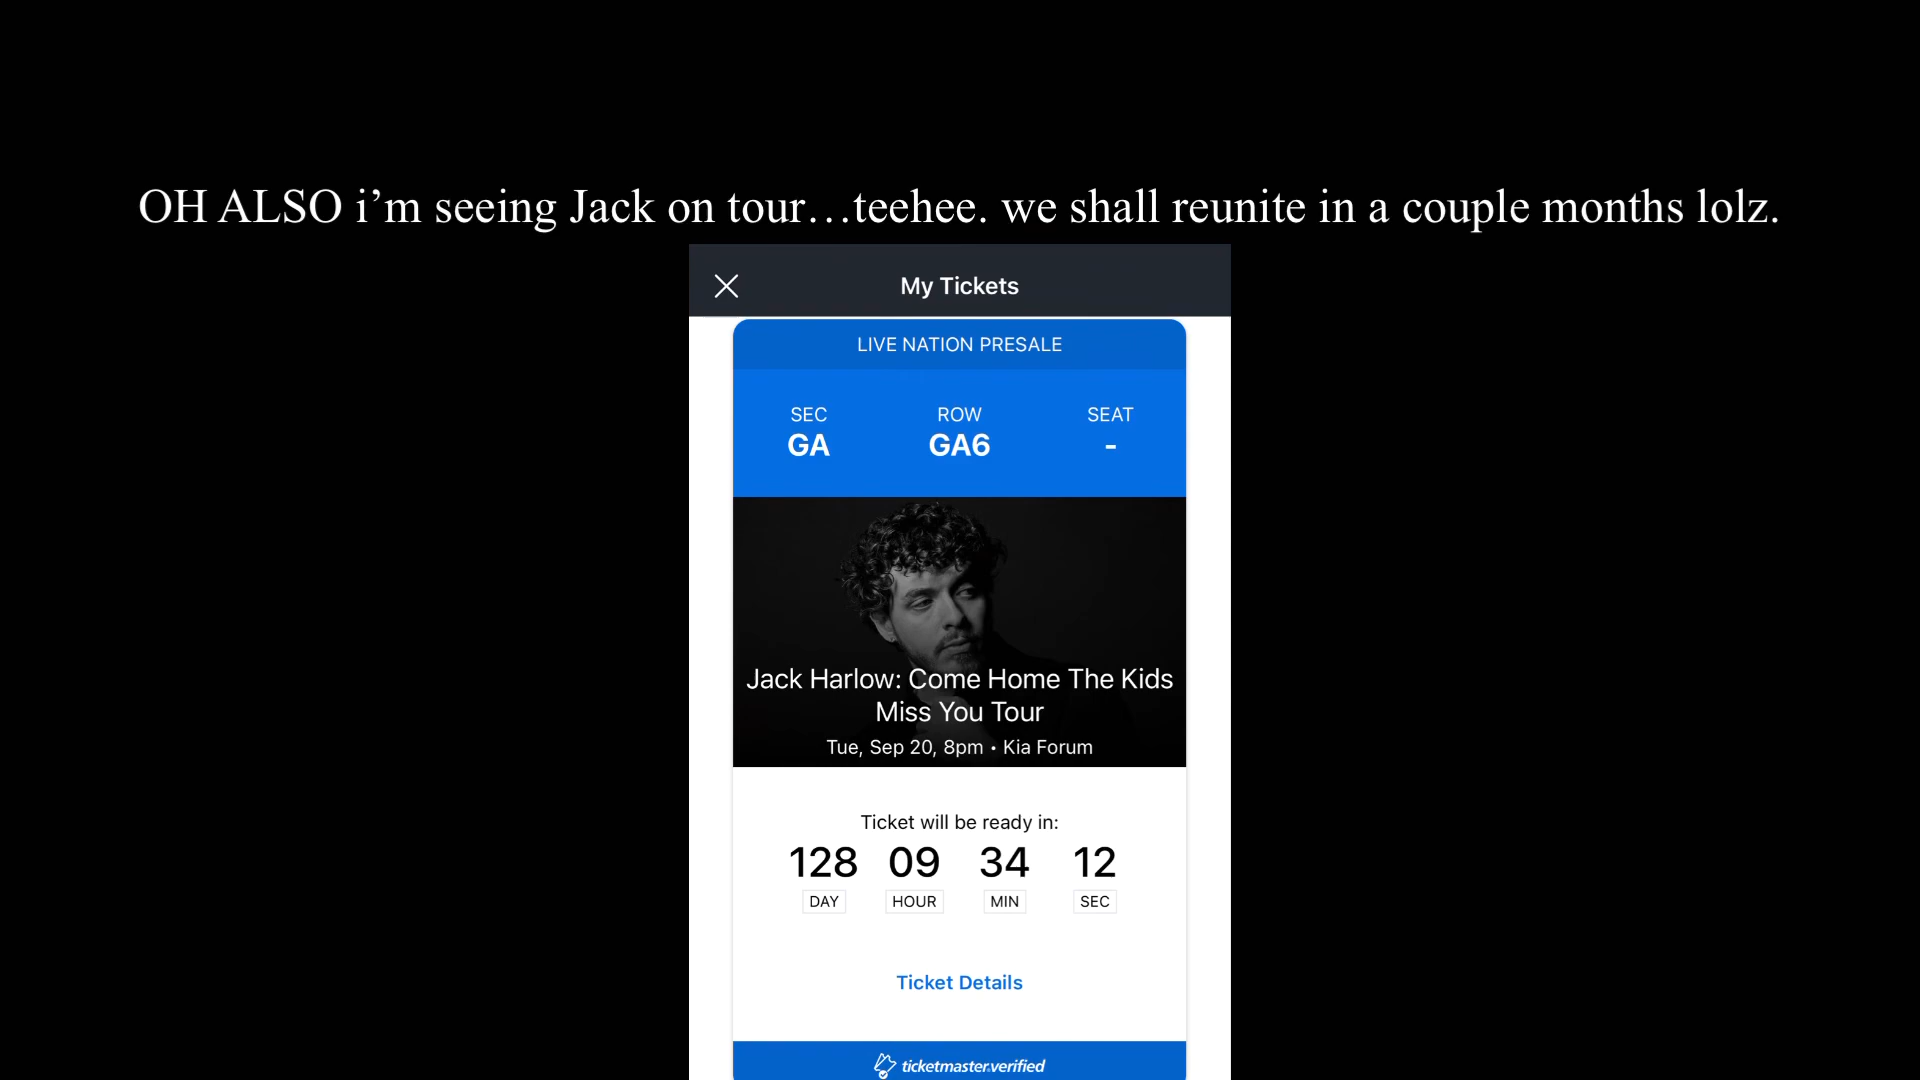 OH ALSO i’m seeing Jack on tour…teehee. we shall reunite in a couple months lolz.
My Tickets
LIVE NATION PRESALE
SEC ROW SEAT
GA GA6 -
Jack Harlow: Come Home The Kids
Miss You Tour
Tue, Sep 20, 8pm • Kia Forum
Ticket will be ready in:
128 09 34 12
DAY HOUR MIN SEC
Ticket Details
ticketmaster.verified